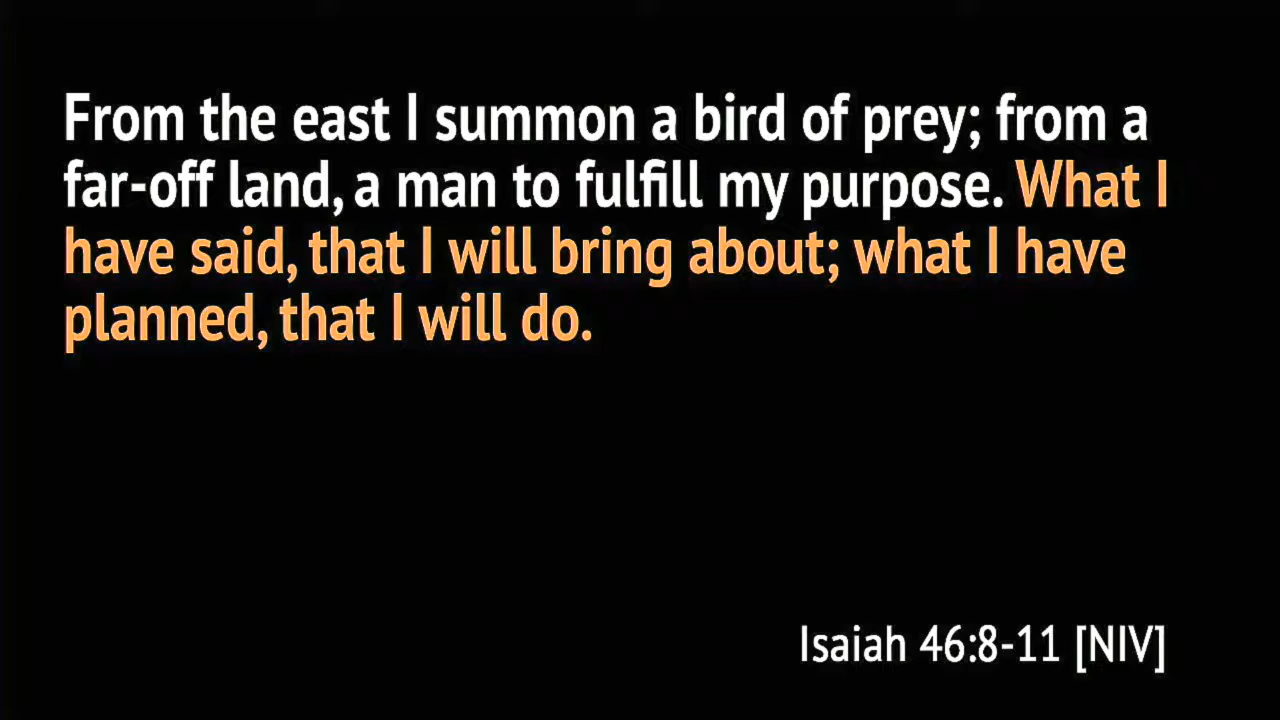 From the east I summon a bird of prey; from a
far-off land, a man to fulfill my purpose. What I
have said, that I will bring about; what I have
planned, that I will do.
Isaiah 46:8-11 [NIV]